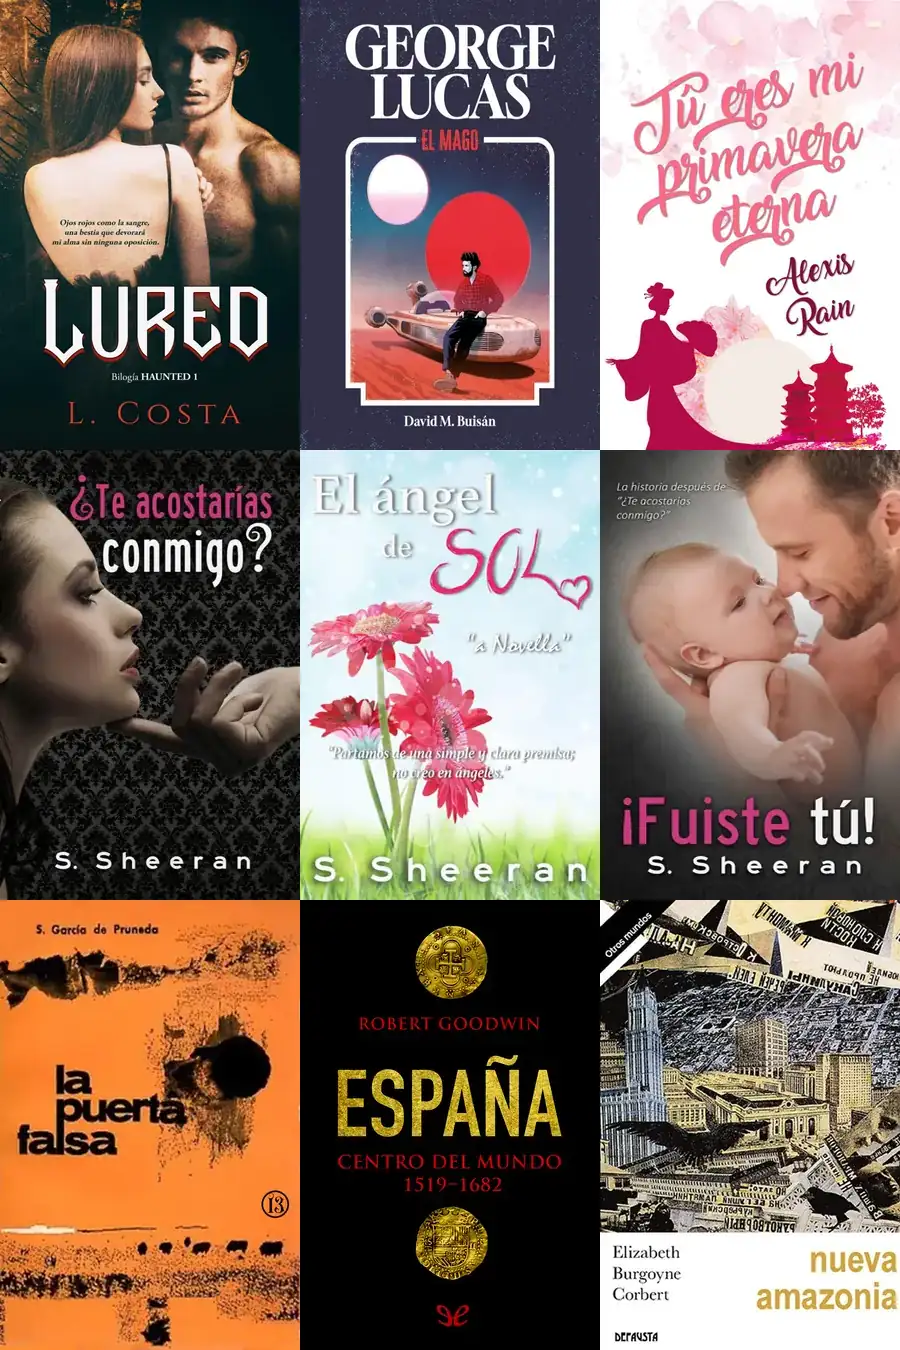 Ojos rojos como la sangre,
una bestia que devorará
mi alma sin ninguna oposición.
LURED
Bilogía HAUNTED 1
L. COSTA
GEORGE
LUCAS
EL MAGO
David M. Buisán
Tú eres mi
primavera
eterna
Alexis
Rain
¿Te acostarías
conmigo?
S. Sheeran
El ángel
de SOL
"a Novella"
"Partamos de una simple y clara premisa;
no creo en ángeles."
S. Sheeran
La historia después de
"¿Te acostarías
conmigo?"
¡Fuiste tú!
S. Sheeran
S. García de Pruneda
la
puerta
falsa
13
ROBERT GOODWIN
ESPAÑA
CENTRO DEL MUNDO
1519-1682
Otros mundos
Elizabeth
Burgoyne
Corbert
nueva
amazonia
DEFAUSTA